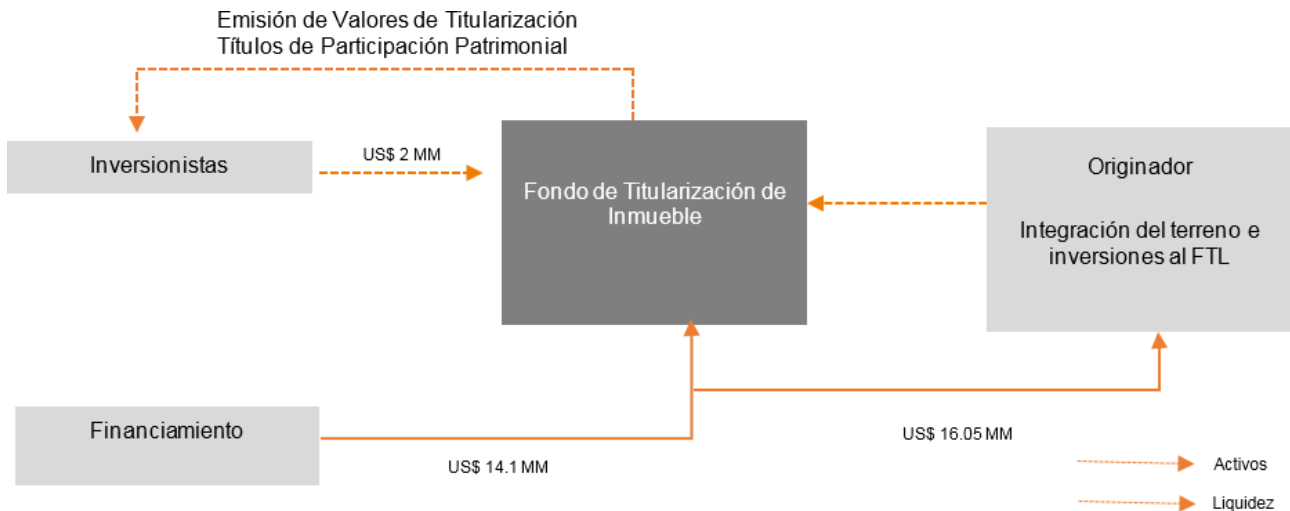 Emisión de Valores de Titularización
Títulos de Participación Patrimonial
Inversionistas
US$ 2 MM
Fondo de Titularización de
Inmueble
Originador
Integración del terreno e
inversiones al FTL
Financiamiento
US$ 14.1 MM
US$ 16.05 MM
Activos
Liquidez